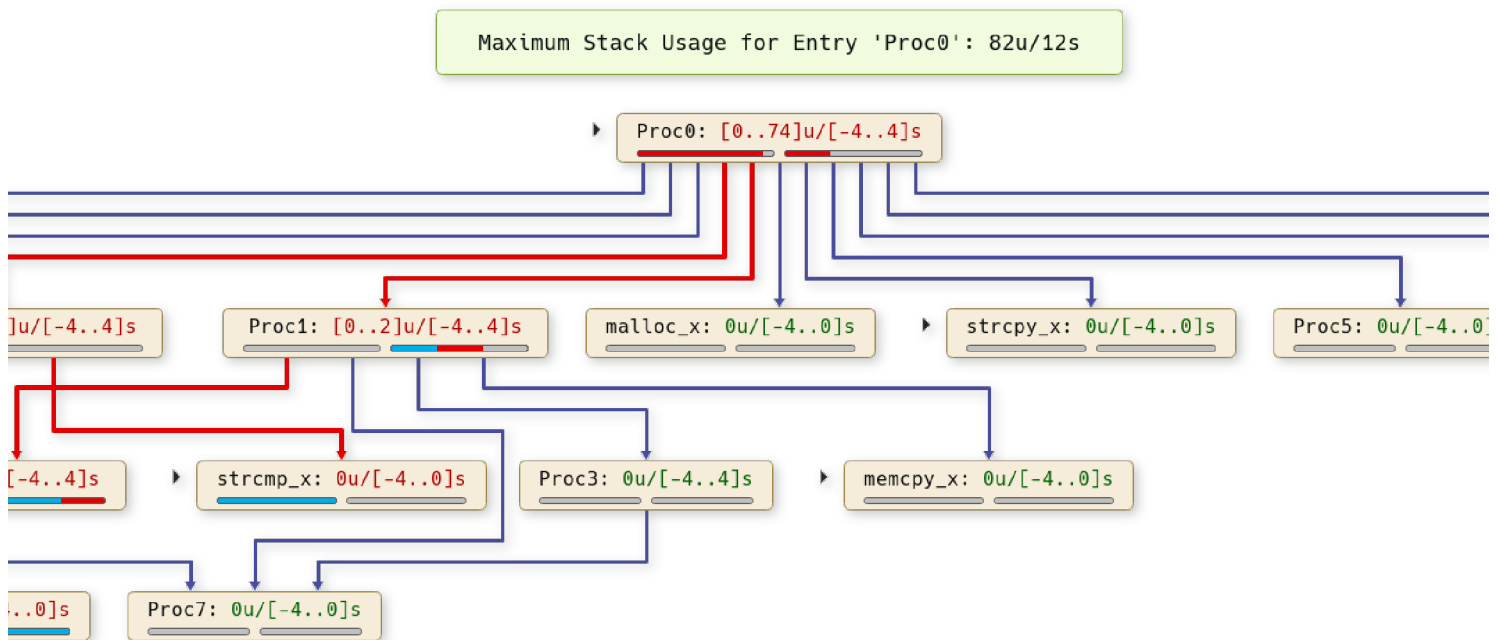 Maximum Stack Usage for Entry 'Proc0': 82u/12s
Proc0: [0..74]u/[-4..4]s
]u/[-4..4]s
Proc1: [0..2]u/[-4..4]s
malloc_x: 0u/[-4..0]s
strcpy_x: 0u/[-4..0]s
Proc5: 0u/[-4..0]
[-4..4]s
strcmp_x: 0u/[-4..0]s
Proc3: 0u/[-4..4]s
memcpy_x: 0u/[-4..0]s
4..0]s
Proc7: 0u/[-4..0]s